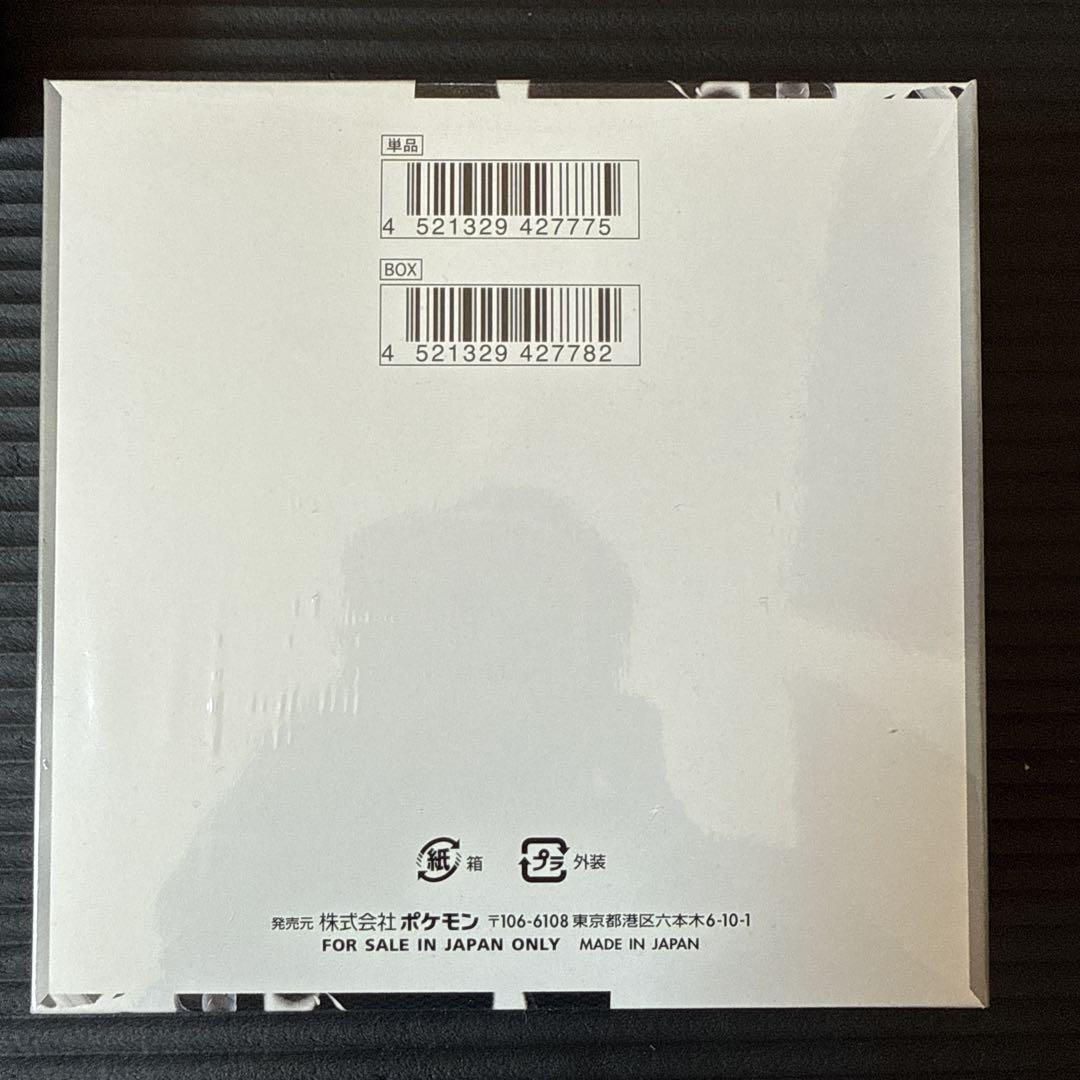 単品
4 521329 427775
BOX
4 521329 427782
紙 箱 プラ 外装
発売元 株式会社ポケモン 〒106-6108 東京都港区六本木6-10-1
FOR SALE IN JAPAN ONLY MADE IN JAPAN